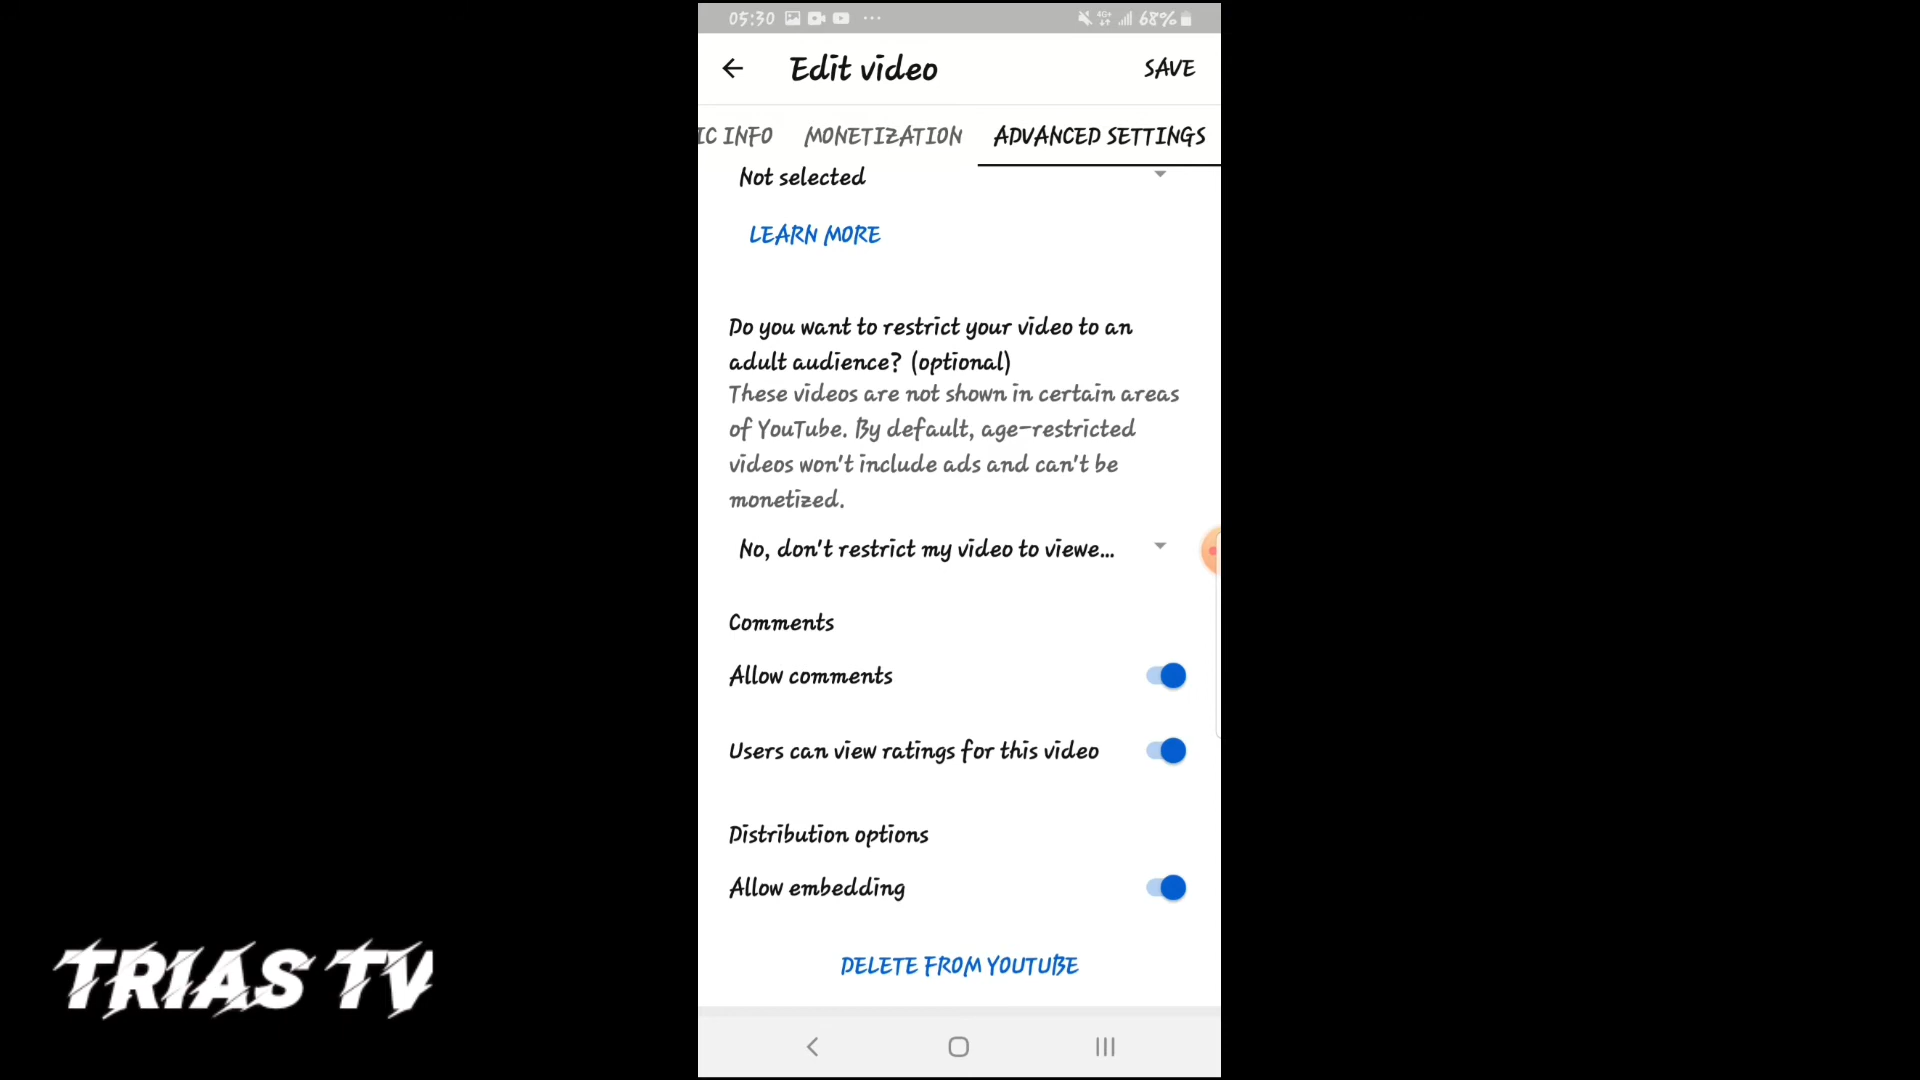 05:30 ... 4G+ 68%
Edit video SAVE
IC INFO MONETIZATION ADVANCED SETTINGS
Not selected
LEARN MORE
Do you want to restrict your video to an
adult audience? (optional)
These videos are not shown in certain areas
of YouTube. By default, age-restricted
videos won't include ads and can't be
monetized.
No, don't restrict my video to viewe...
Comments
Allow comments
Users can view ratings for this video
Distribution options
Allow embedding
DELETE FROM YOUTUBE
TRIAS TV